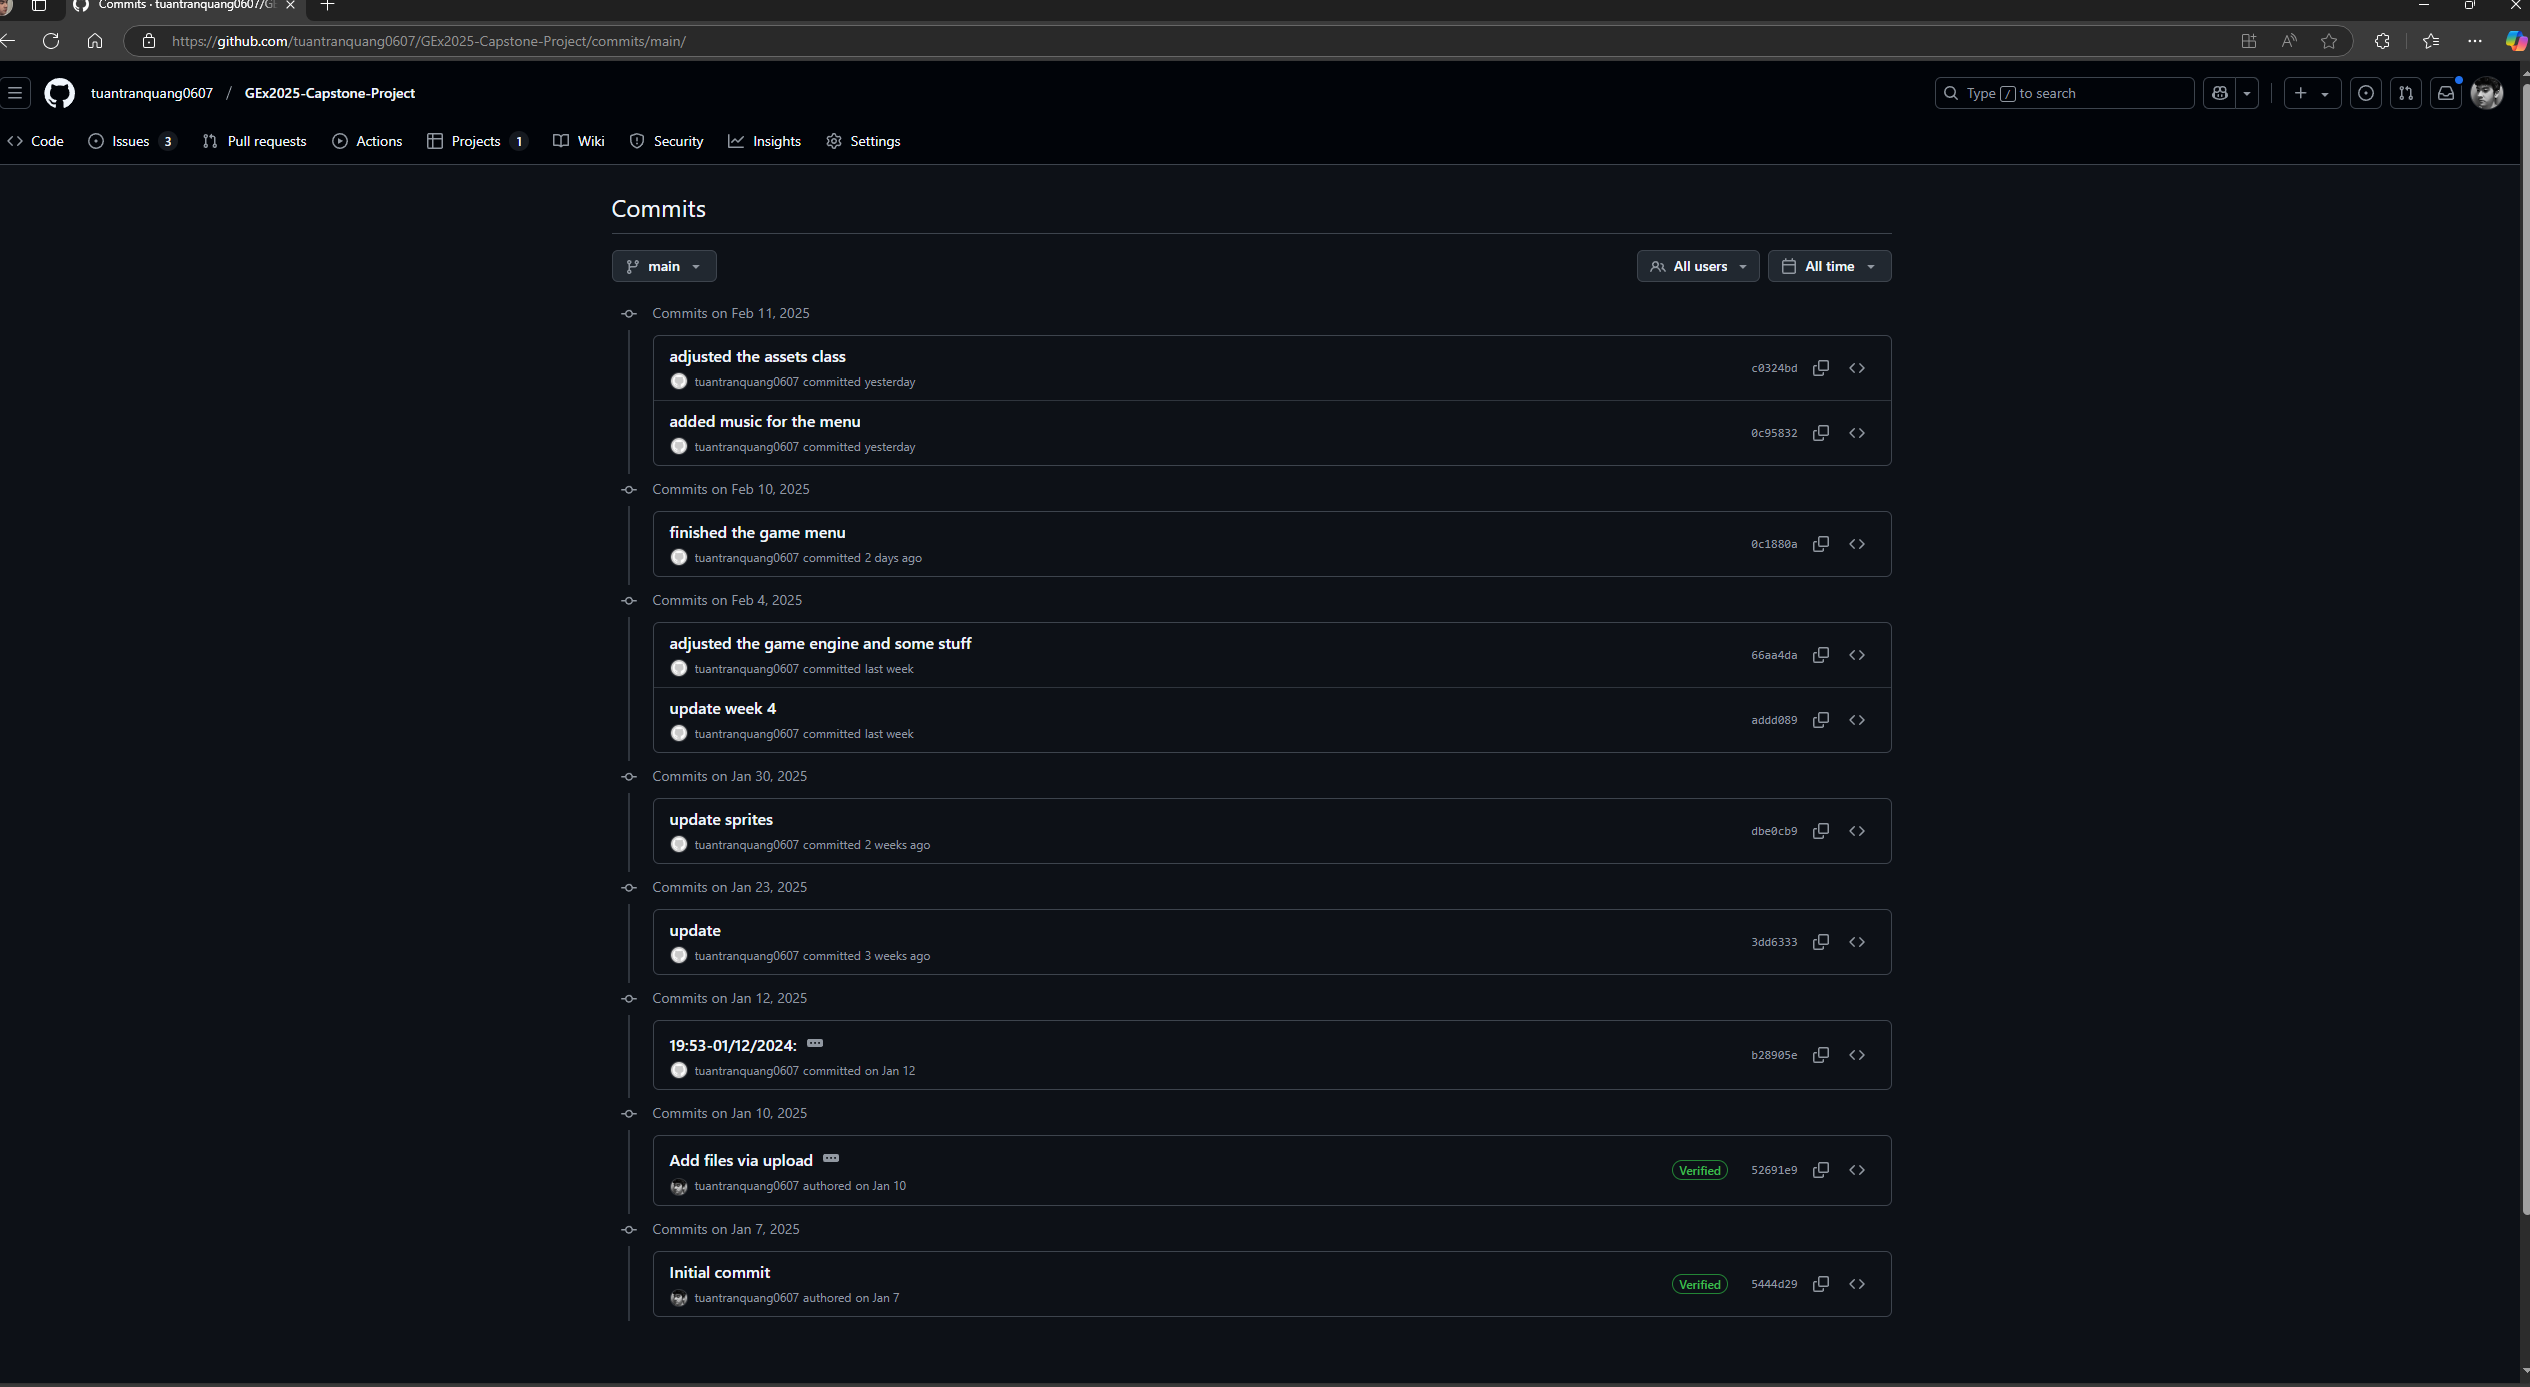 Commits · tuantranquang0607/GE
https://github.com/tuantranquang0607/GEx2025-Capstone-Project/commits/main/
tuantranquang0607 / GEx2025-Capstone-Project
Type / to search
Code Issues 3 Pull requests Actions Projects 1 Wiki Security Insights Settings
Commits
main All users All time
Commits on Feb 11, 2025
adjusted the assets class
tuantranquang0607 committed yesterday
c0324bd
added music for the menu
tuantranquang0607 committed yesterday
0c95832
Commits on Feb 10, 2025
finished the game menu
tuantranquang0607 committed 2 days ago
0c1880a
Commits on Feb 4, 2025
adjusted the game engine and some stuff
tuantranquang0607 committed last week
66aa4da
update week 4
tuantranquang0607 committed last week
addd089
Commits on Jan 30, 2025
update sprites
tuantranquang0607 committed 2 weeks ago
dbe0cb9
Commits on Jan 23, 2025
update
tuantranquang0607 committed 3 weeks ago
3dd6333
Commits on Jan 12, 2025
19:53-01/12/2024:
tuantranquang0607 committed on Jan 12
b28905e
Commits on Jan 10, 2025
Add files via upload
tuantranquang0607 authored on Jan 10
Verified 52691e9
Commits on Jan 7, 2025
Initial commit
tuantranquang0607 authored on Jan 7
Verified 5444d29